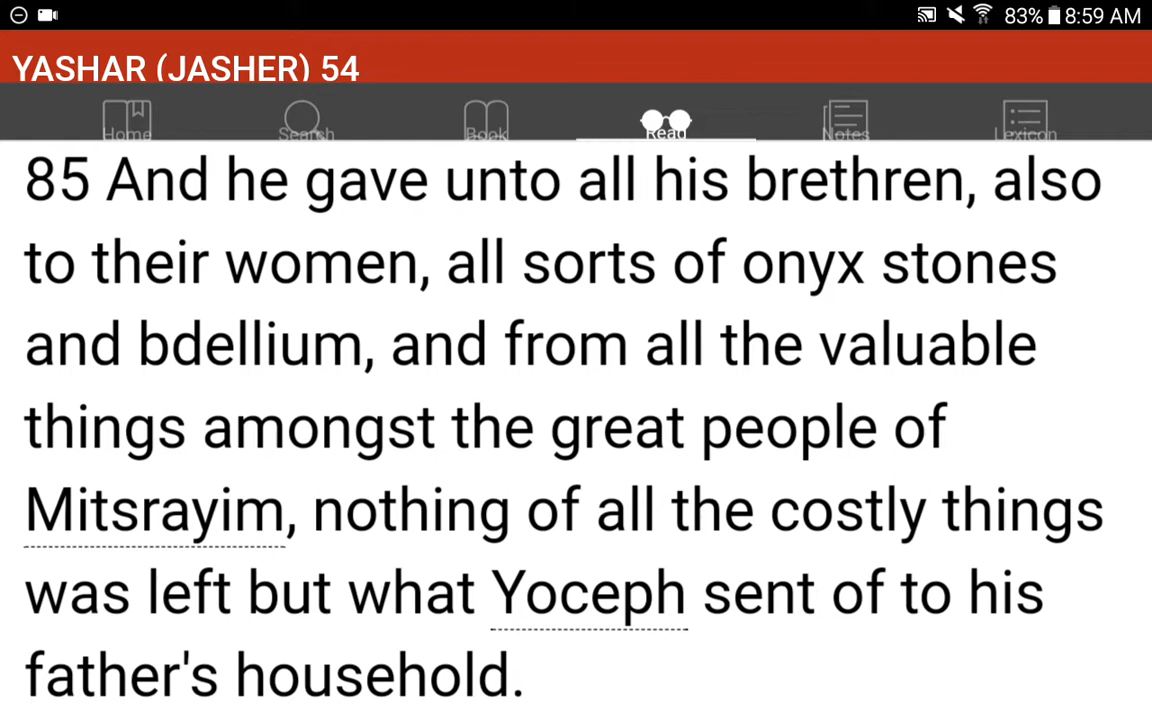 83% 8:59 AM
YASHAR (JASHER) 54
Home Search Book Read Notes Lexicon
85 And he gave unto all his brethren, also
to their women, all sorts of onyx stones
and bdellium, and from all the valuable
things amongst the great people of
Mitsrayim, nothing of all the costly things
was left but what Yoceph sent of to his
father's household.